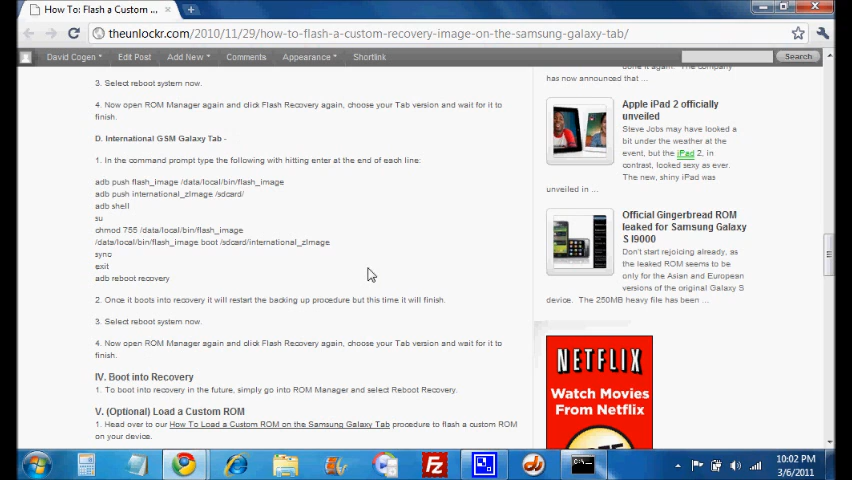 How To: Flash a Custom ...
theunlockr.com/2010/11/29/how-to-flash-a-custom-recovery-image-on-the-samsung-galaxy-tab/
David Cogen
Edit Post
Add New
Comments
Appearance
Shortlink
Search
3. Select reboot system now.
4. Now open ROM Manager again and click Flash Recovery again, choose your Tab version and wait for it to
finish.
D. International GSM Galaxy Tab -
1. In the command prompt type the following with hitting enter at the end of each line:
adb push flash_image /data/local/bin/flash_image
adb push international_zImage /sdcard/
adb shell
su
chmod 755 /data/local/bin/flash_image
/data/local/bin/flash_image boot /sdcard/international_zImage
sync
exit
adb reboot recovery
2. Once it boots into recovery it will restart the backing up procedure but this time it will finish.
3. Select reboot system now.
4. Now open ROM Manager again and click Flash Recovery again, choose your Tab version and wait for it to
finish.
IV. Boot into Recovery
1. To boot into recovery in the future, simply go into ROM Manager and select Reboot Recovery.
V. (Optional) Load a Custom ROM
1. Head over to our How To Load a Custom ROM on the Samsung Galaxy Tab procedure to flash a custom ROM
on your device.
has now announced that ...
Apple iPad 2 officially
unveiled
Steve Jobs may have looked a
bit under the weather at the
event, but the iPad 2, in
contrast, looked sexy as ever.
The new, shiny iPad was
unveiled in ...
Official Gingerbread ROM
leaked for Samsung Galaxy
S I9000
Don't start rejoicing already, as
the leaked ROM seems to be
only for the Asian and European
versions of the original Galaxy S
device. The 250MB heavy file has been ...
NETFLIX
Watch Movies
From Netflix
10:02 PM
3/6/2011